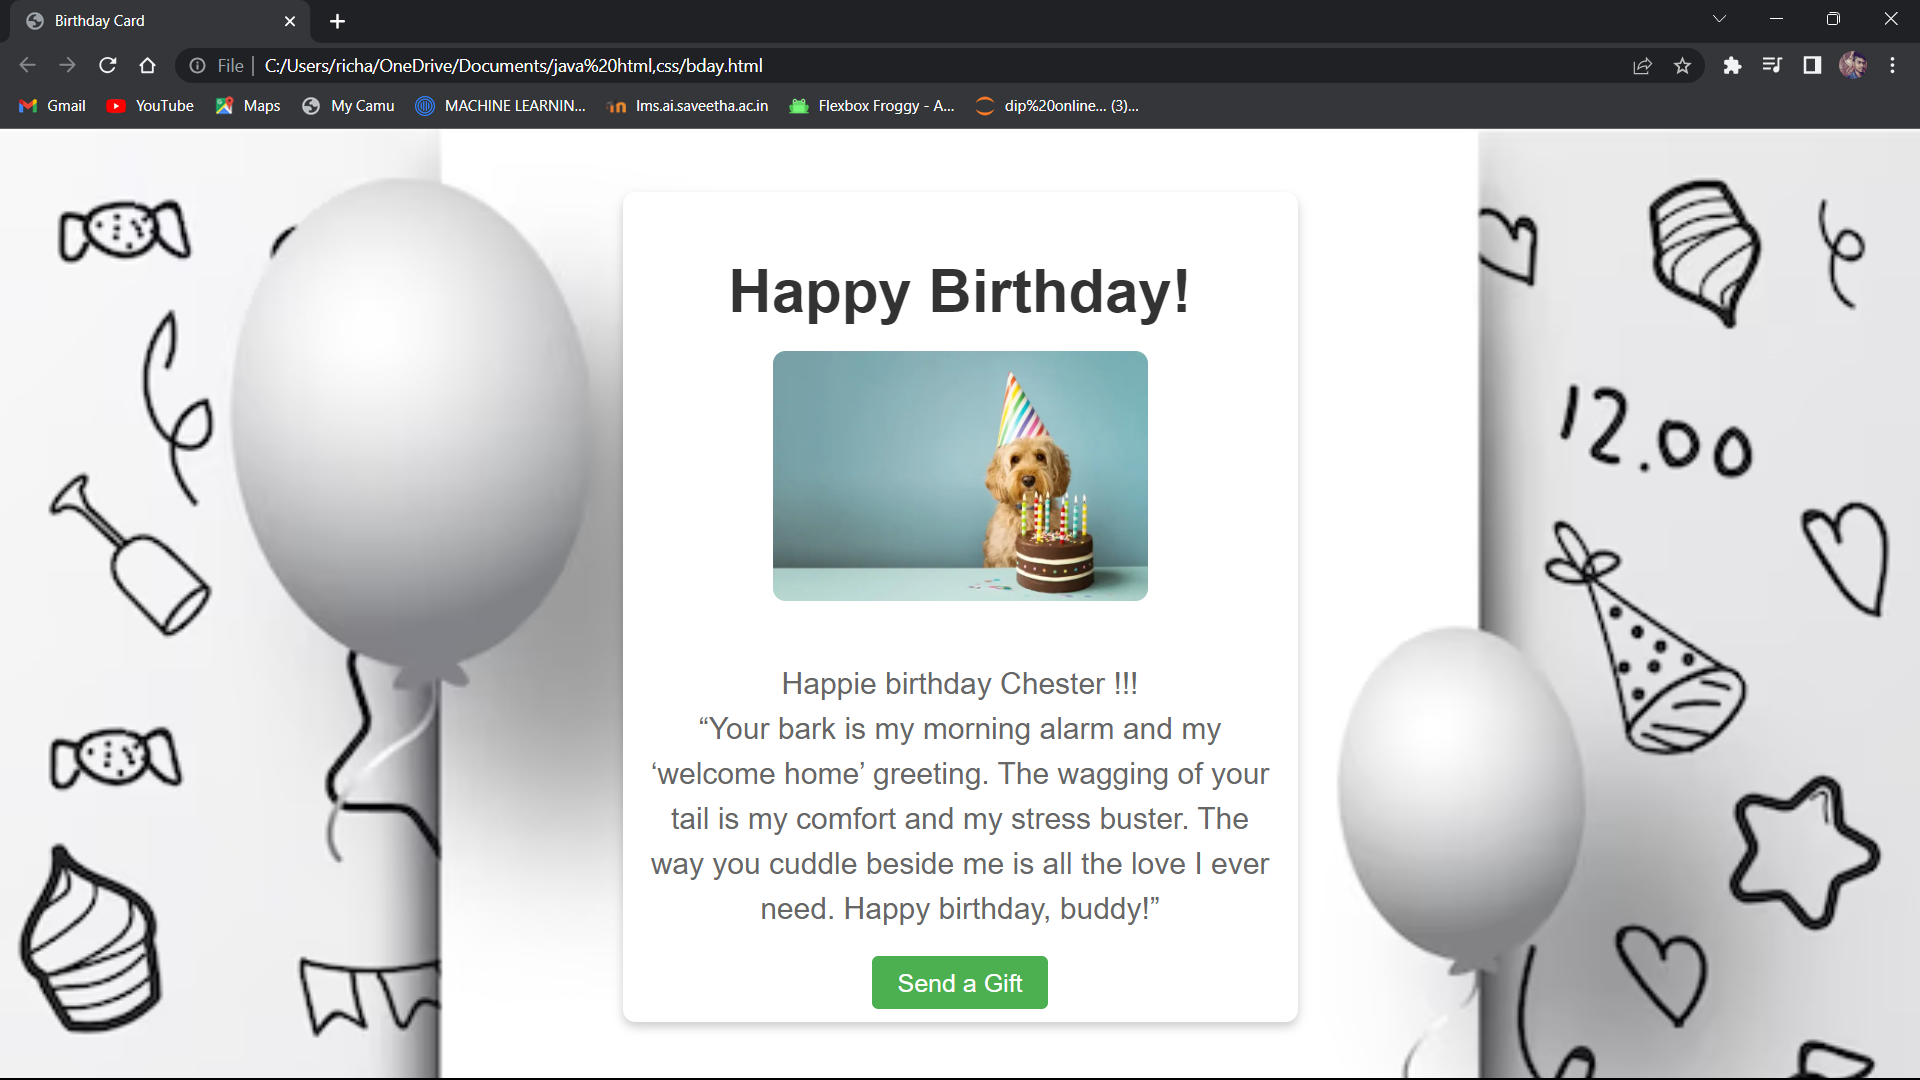 Birthday Card
File
C:/Users/richa/OneDrive/Documents/java%20html,css/bday.html
Gmail
YouTube
Maps
My Camu
MACHINE LEARNIN...
lms.ai.saveetha.ac.in
Flexbox Froggy - A...
dip%20online... (3)...
12.00
Happy Birthday!
Happie birthday Chester !!!
“Your bark is my morning alarm and my
‘welcome home’ greeting. The wagging of your
tail is my comfort and my stress buster. The
way you cuddle beside me is all the love I ever
need. Happy birthday, buddy!”
Send a Gift